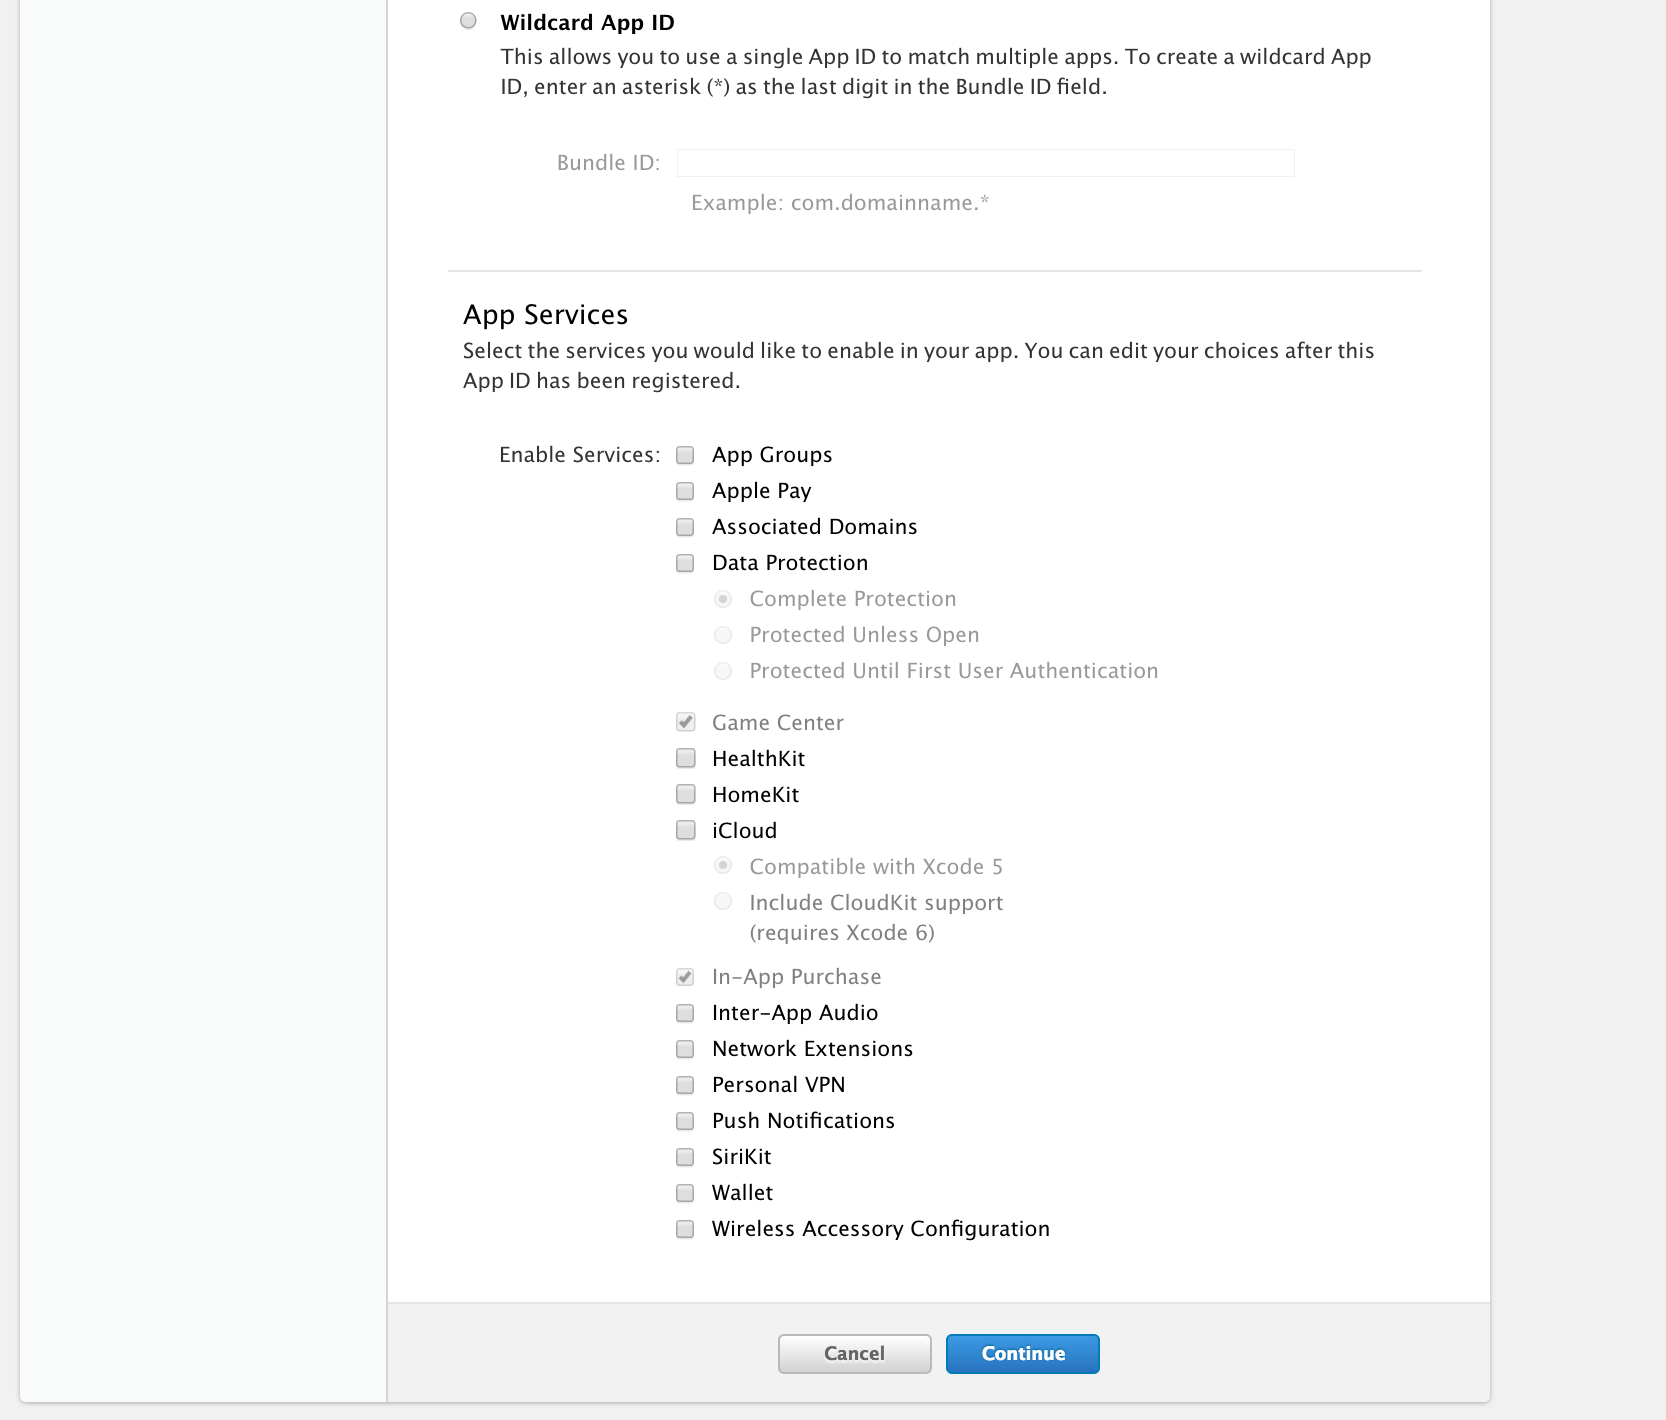 Wildcard App ID
This allows you to use a single App ID to match multiple apps. To create a wildcard App
ID, enter an asterisk (*) as the last digit in the Bundle ID field.
Bundle ID:
Example: com.domainname.*
App Services
Select the services you would like to enable in your app. You can edit your choices after this
App ID has been registered.
Enable Services: App Groups
Apple Pay
Associated Domains
Data Protection
Complete Protection
Protected Unless Open
Protected Until First User Authentication
Game Center
HealthKit
HomeKit
iCloud
Compatible with Xcode 5
Include CloudKit support
(requires Xcode 6)
In-App Purchase
Inter-App Audio
Network Extensions
Personal VPN
Push Notifications
SiriKit
Wallet
Wireless Accessory Configuration
Cancel Continue